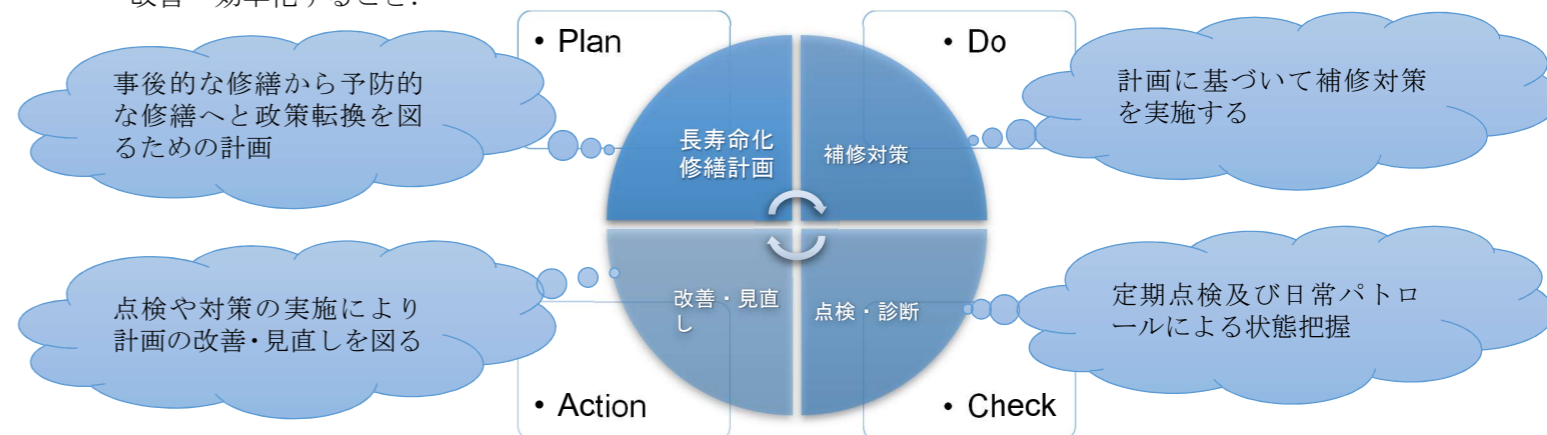 • Plan
事後的な修繕から予防的
な修繕へと政策転換を図
るための計画
長寿命化
修繕計画
• Do
計画に基づいて補修対策
を実施する
補修対策
点検や対策の実施により
計画の改善・見直しを図る
改善・見直
し
• Action
定期点検及び日常パトロ
ールによる状態把握
点検・診断
• Check